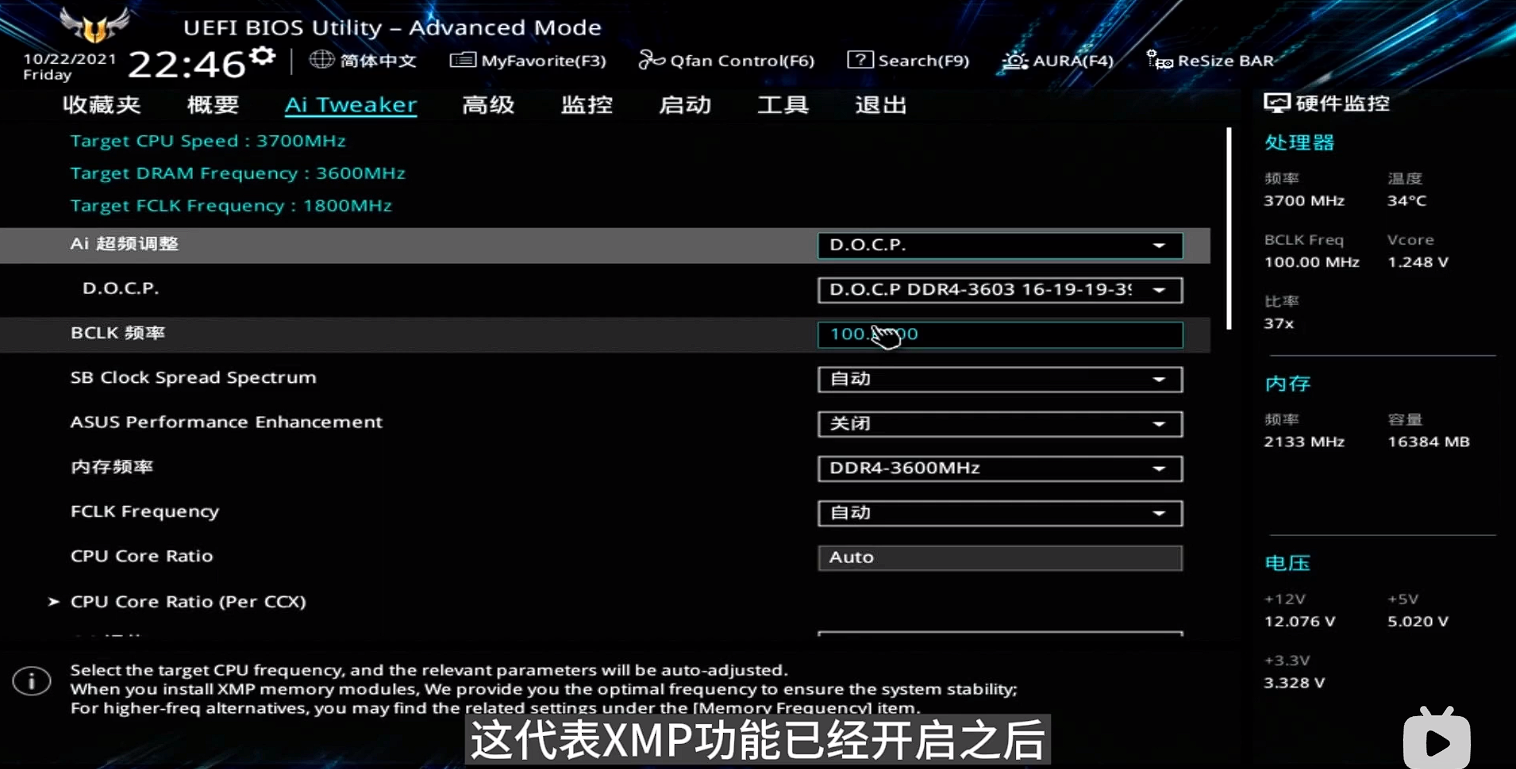 UEFI BIOS Utility – Advanced Mode
10/22/2021
Friday
22:46
简体中文
MyFavorite(F3)
Qfan Control(F6)
Search(F9)
AURA(F4)
ReSize BAR
收藏夹
概要
Ai Tweaker
高级
监控
启动
工具
退出
Target CPU Speed : 3700MHz
Target DRAM Frequency : 3600MHz
Target FCLK Frequency : 1800MHz
Ai 超频调整 D.O.C.P.
D.O.C.P. D.O.C.P DDR4-3603 16-19-19-39
BCLK 频率
SB Clock Spread Spectrum 自动
ASUS Performance Enhancement 关闭
内存频率 DDR4-3600MHz
FCLK Frequency 自动
CPU Core Ratio Auto
CPU Core Ratio (Per CCX)
Select the target CPU frequency, and the relevant parameters will be auto-adjusted.
When you install XMP memory modules, We provide you the optimal frequency to ensure the system stability;
For higher-freq alternatives, you may find the related settings under the [Memory Frequency] item.
硬件监控
处理器
频率 温度
3700 MHz 34°C
BCLK Freq Vcore
100.00 MHz 1.248 V
比率
37x
内存
频率 容量
2133 MHz 16384 MB
电压
+12V +5V
12.076 V 5.020 V
+3.3V
3.328 V
这代表XMP功能已经开启之后